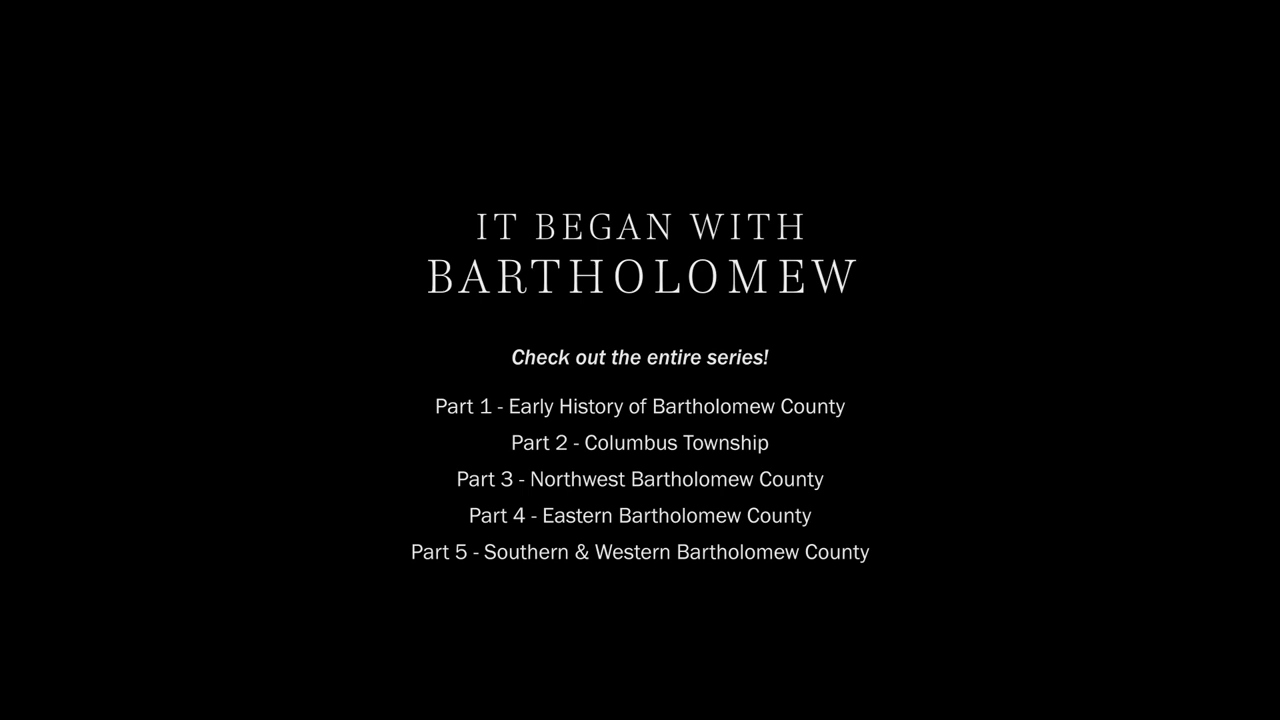 IT BEGAN WITH
BARTHOLOMEW
Check out the entire series!
Part 1 - Early History of Bartholomew County
Part 2 - Columbus Township
Part 3 - Northwest Bartholomew County
Part 4 - Eastern Bartholomew County
Part 5 - Southern & Western Bartholomew County